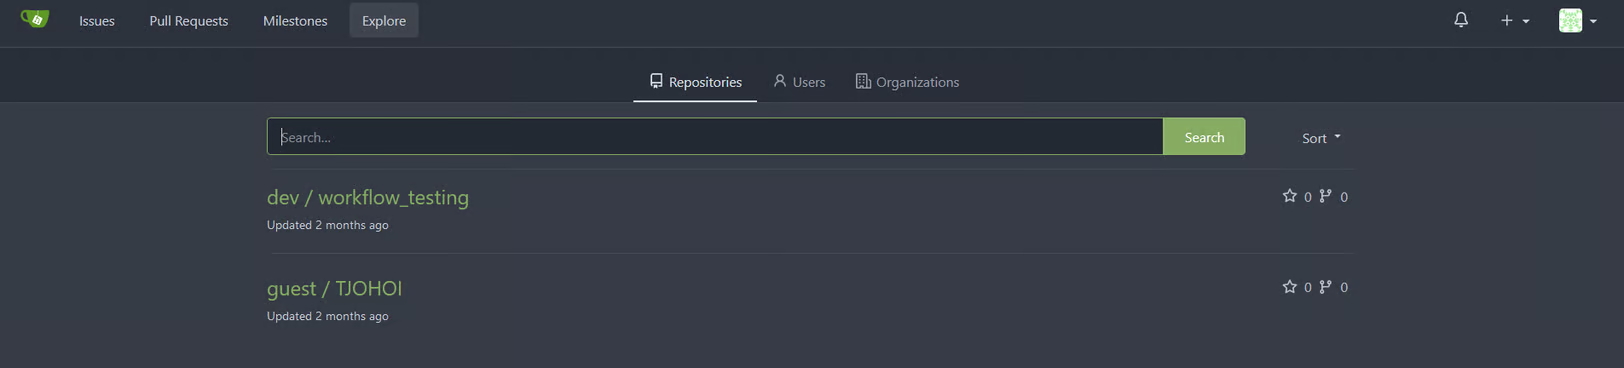 Issues Pull Requests Milestones Explore
Repositories Users Organizations
Search... Search Sort
dev / workflow_testing 0 0
Updated 2 months ago
guest / TJOHOI 0 0
Updated 2 months ago